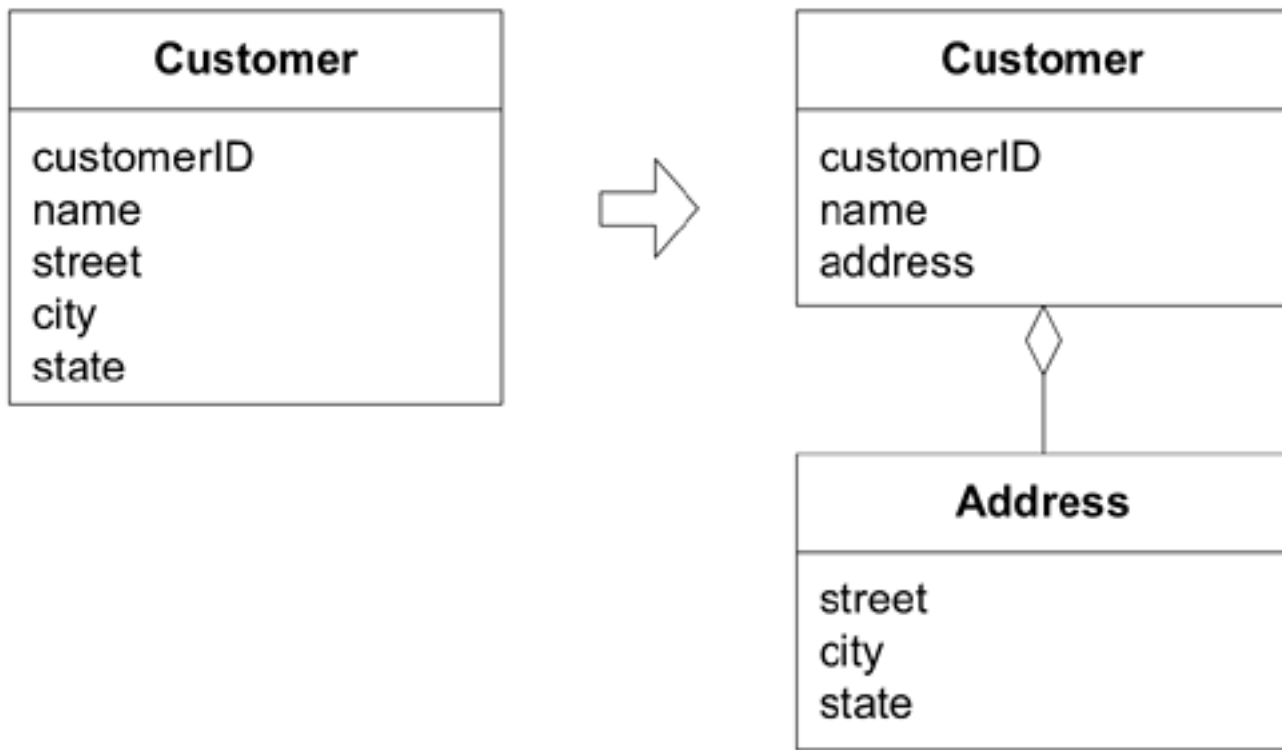 Customer
customerID
name
street
city
state
Customer
customerID
name
address
Address
street
city
state